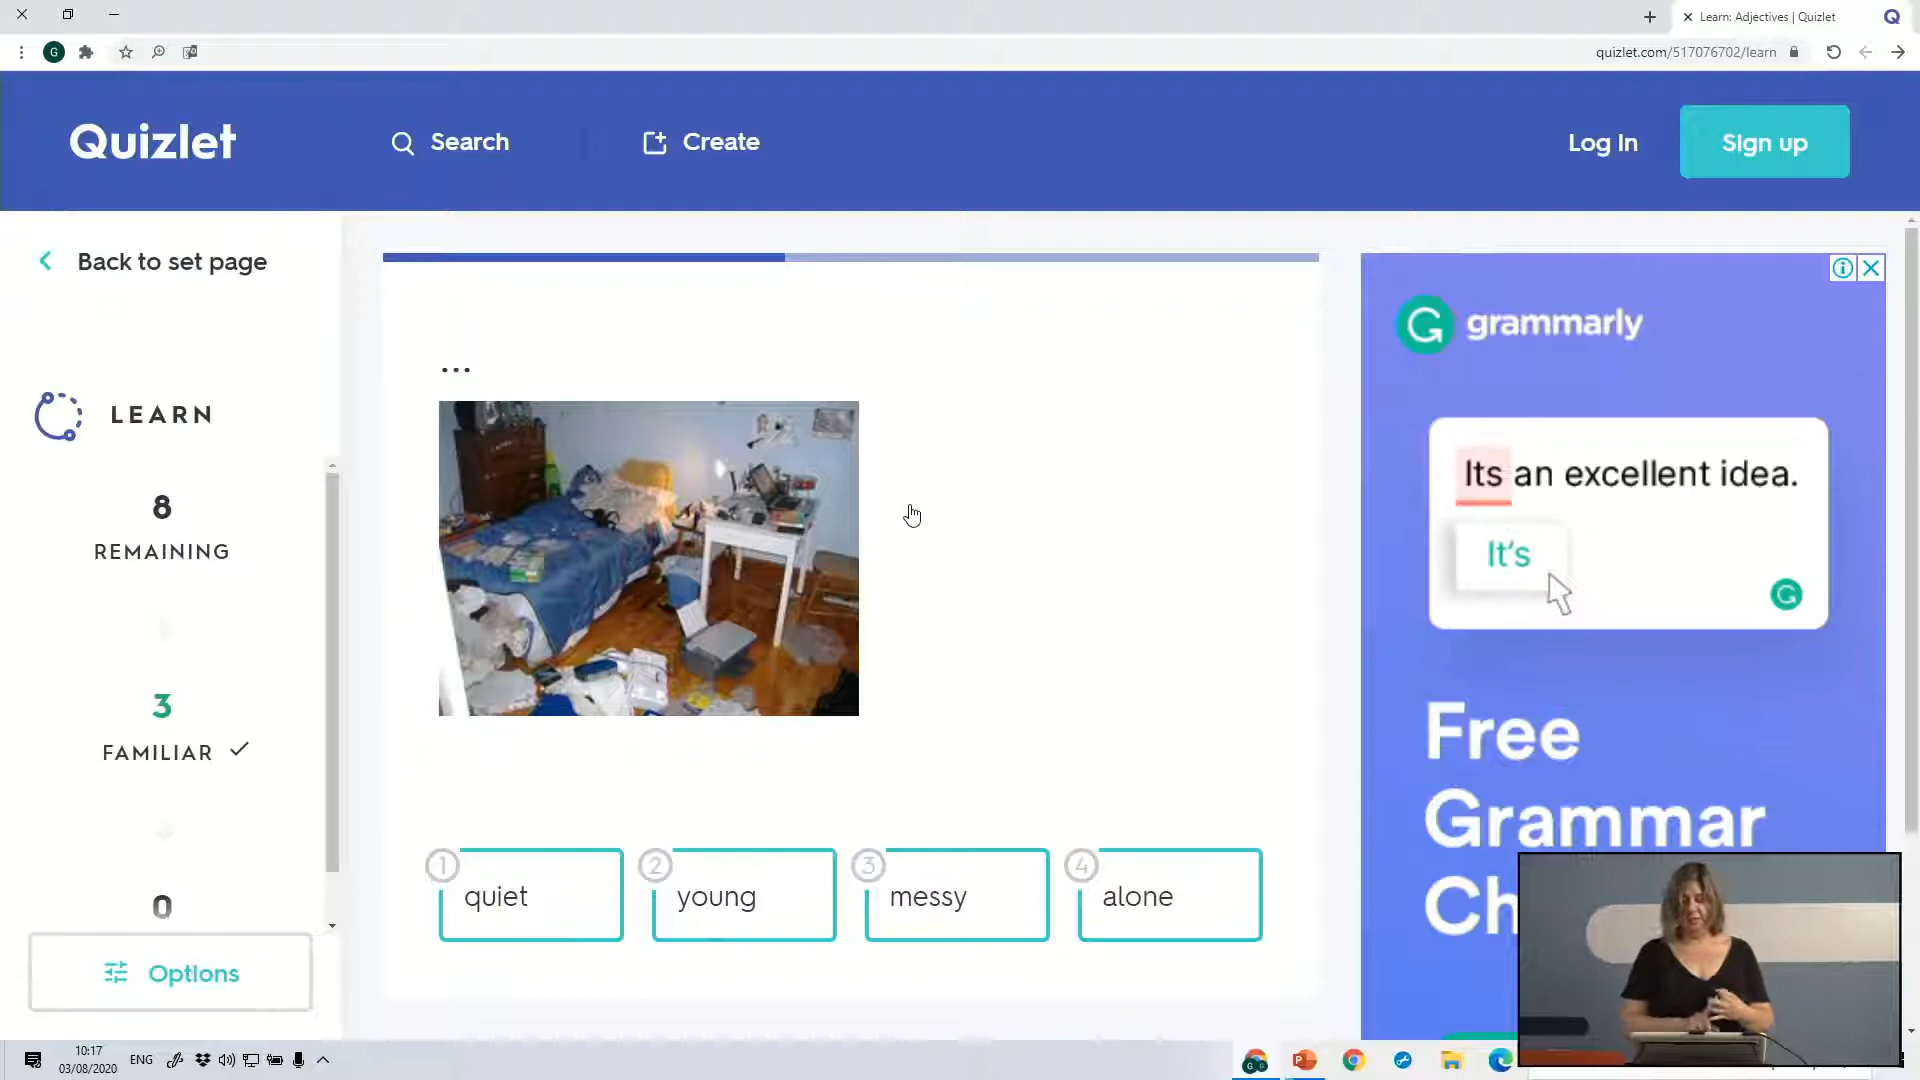 Learn: Adjectives | Quizlet
quizlet.com/517076702/learn
G
Quizlet
Search
Create
Log In
Sign up
Back to set page
LEARN
8
REMAINING
3
FAMILIAR
0
Options
...
1 quiet
2 young
3 messy
4 alone
grammarly
Its an excellent idea.
It's
Free
Grammar
Ch
10:17
03/08/2020
ENG